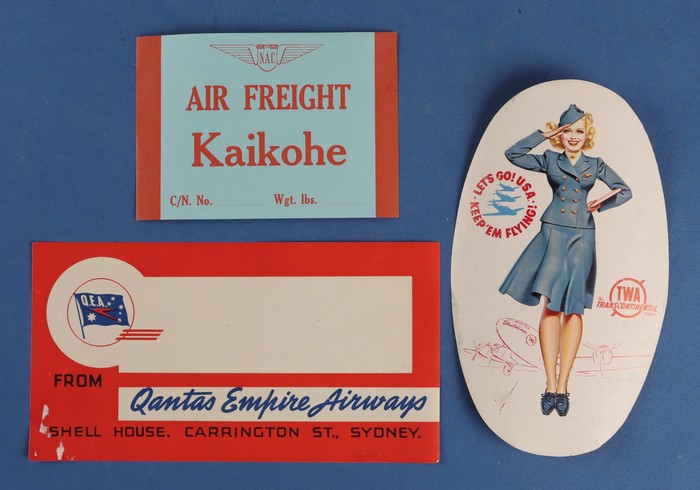 N.A.C.
AIR FREIGHT
Kaikohe
C/N. No. Wgt. lbs.
Q.E.A.
FROM
Qantas Empire Airways
SHELL HOUSE, CARRINGTON ST., SYDNEY.
LET'S GO! U.S.A.
KEEP 'EM FLYING!
TWA
TRANSCONTINENTAL
Stratoliner